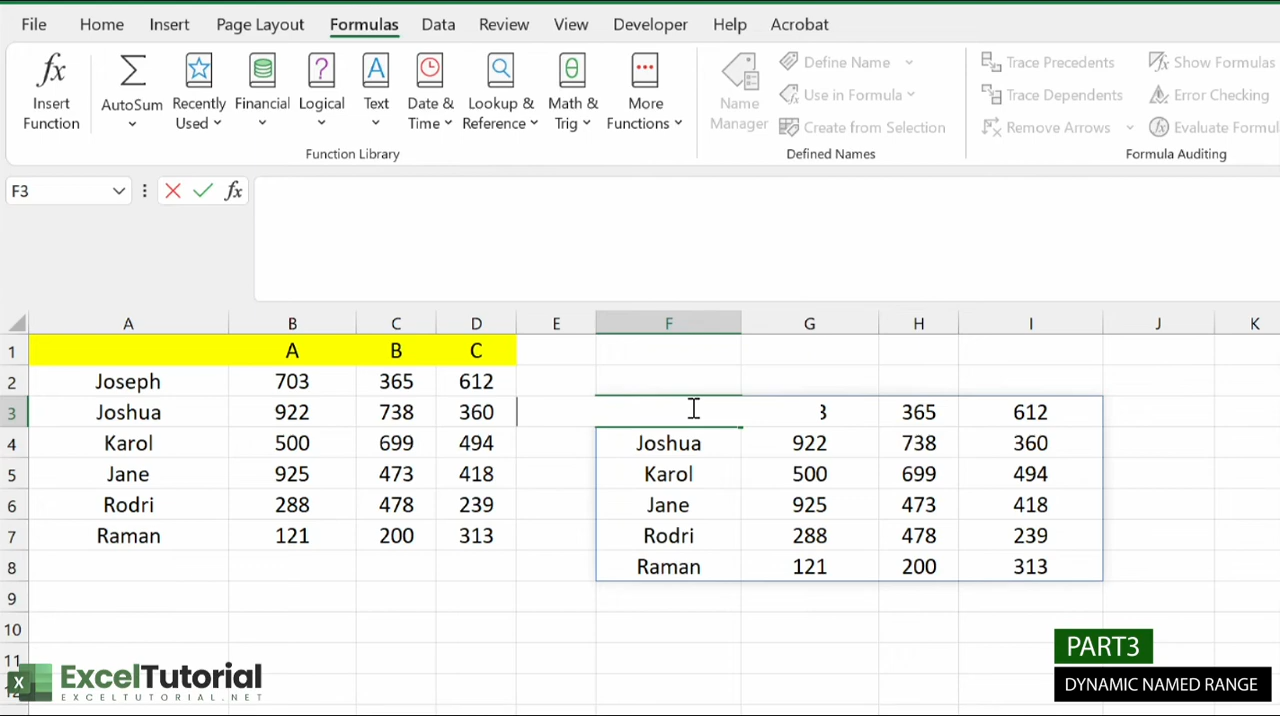 File Home Insert Page Layout Formulas Data Review View Developer Help Acrobat
fx Σ ? A θ
Insert Function AutoSum Recently Used Financial Logical Text Date & Time Lookup & Reference Math & Trig More Functions
Function Library
Name Manager
Define Name
Use in Formula
Create from Selection
Defined Names
Trace Precedents Show Formulas
Trace Dependents Error Checking
Remove Arrows fx
Formula Auditing
F3 fx
A B C D E F G H I J K
1 A B C
2 Joseph 703 365 612
3 Joshua 922 738 360 365 612
4 Karol 500 699 494 Joshua 922 738 360
5 Jane 925 473 418 Karol 500 699 494
6 Rodri 288 478 239 Jane 925 473 418
7 Raman 121 200 313 Rodri 288 478 239
8 Raman 121 200 313
9
10
11
PART3
DYNAMIC NAMED RANGE
X ExcelTutorial
EXCELTUTORIAL.NET